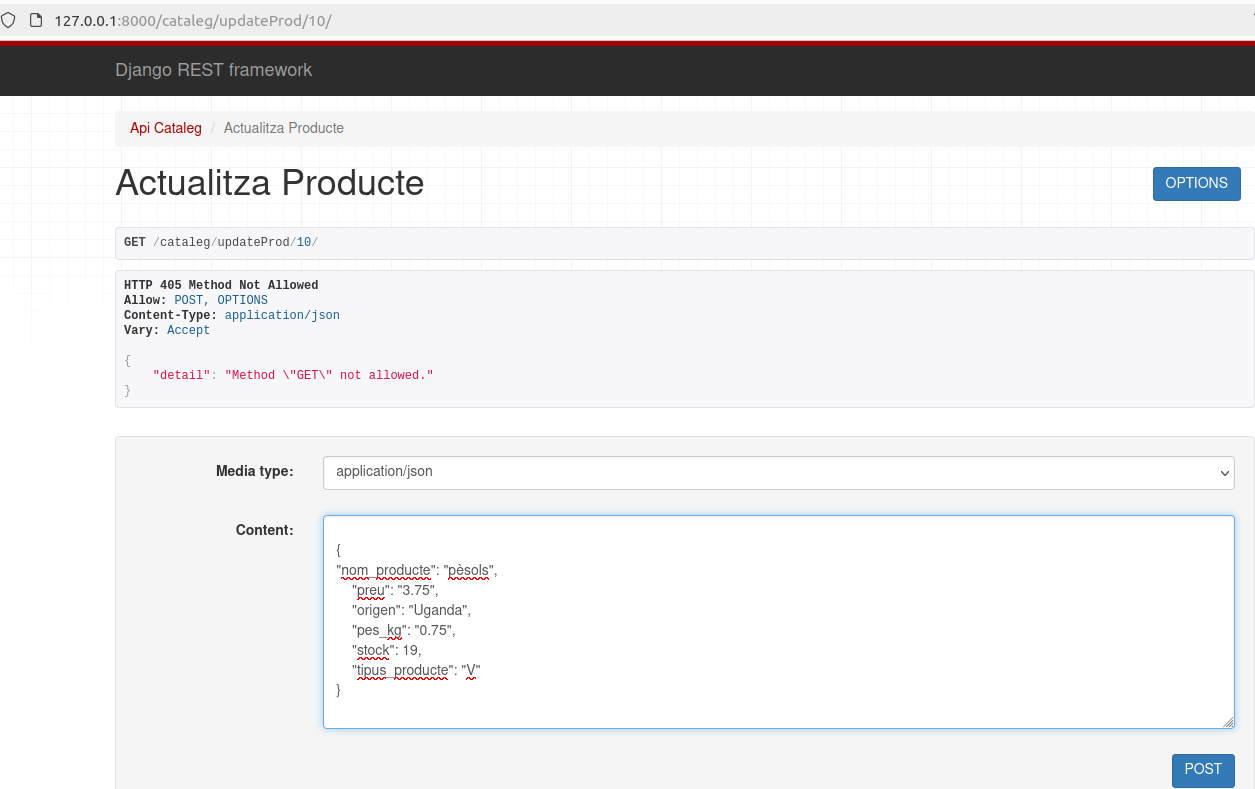 127.0.0.1:8000/cataleg/updateProd/10/
Django REST framework
Api Cataleg / Actualitza Producte
Actualitza Producte
OPTIONS
GET /cataleg/updateProd/10/
HTTP 405 Method Not Allowed
Allow: POST, OPTIONS
Content-Type: application/json
Vary: Accept
{
"detail": "Method \"GET\" not allowed."
}
Media type: application/json
Content:
{
"nom_producte": "pèsols",
"preu": "3.75",
"origen": "Uganda",
"pes_kg": "0.75",
"stock": 19,
"tipus_producte": "V"
}
POST